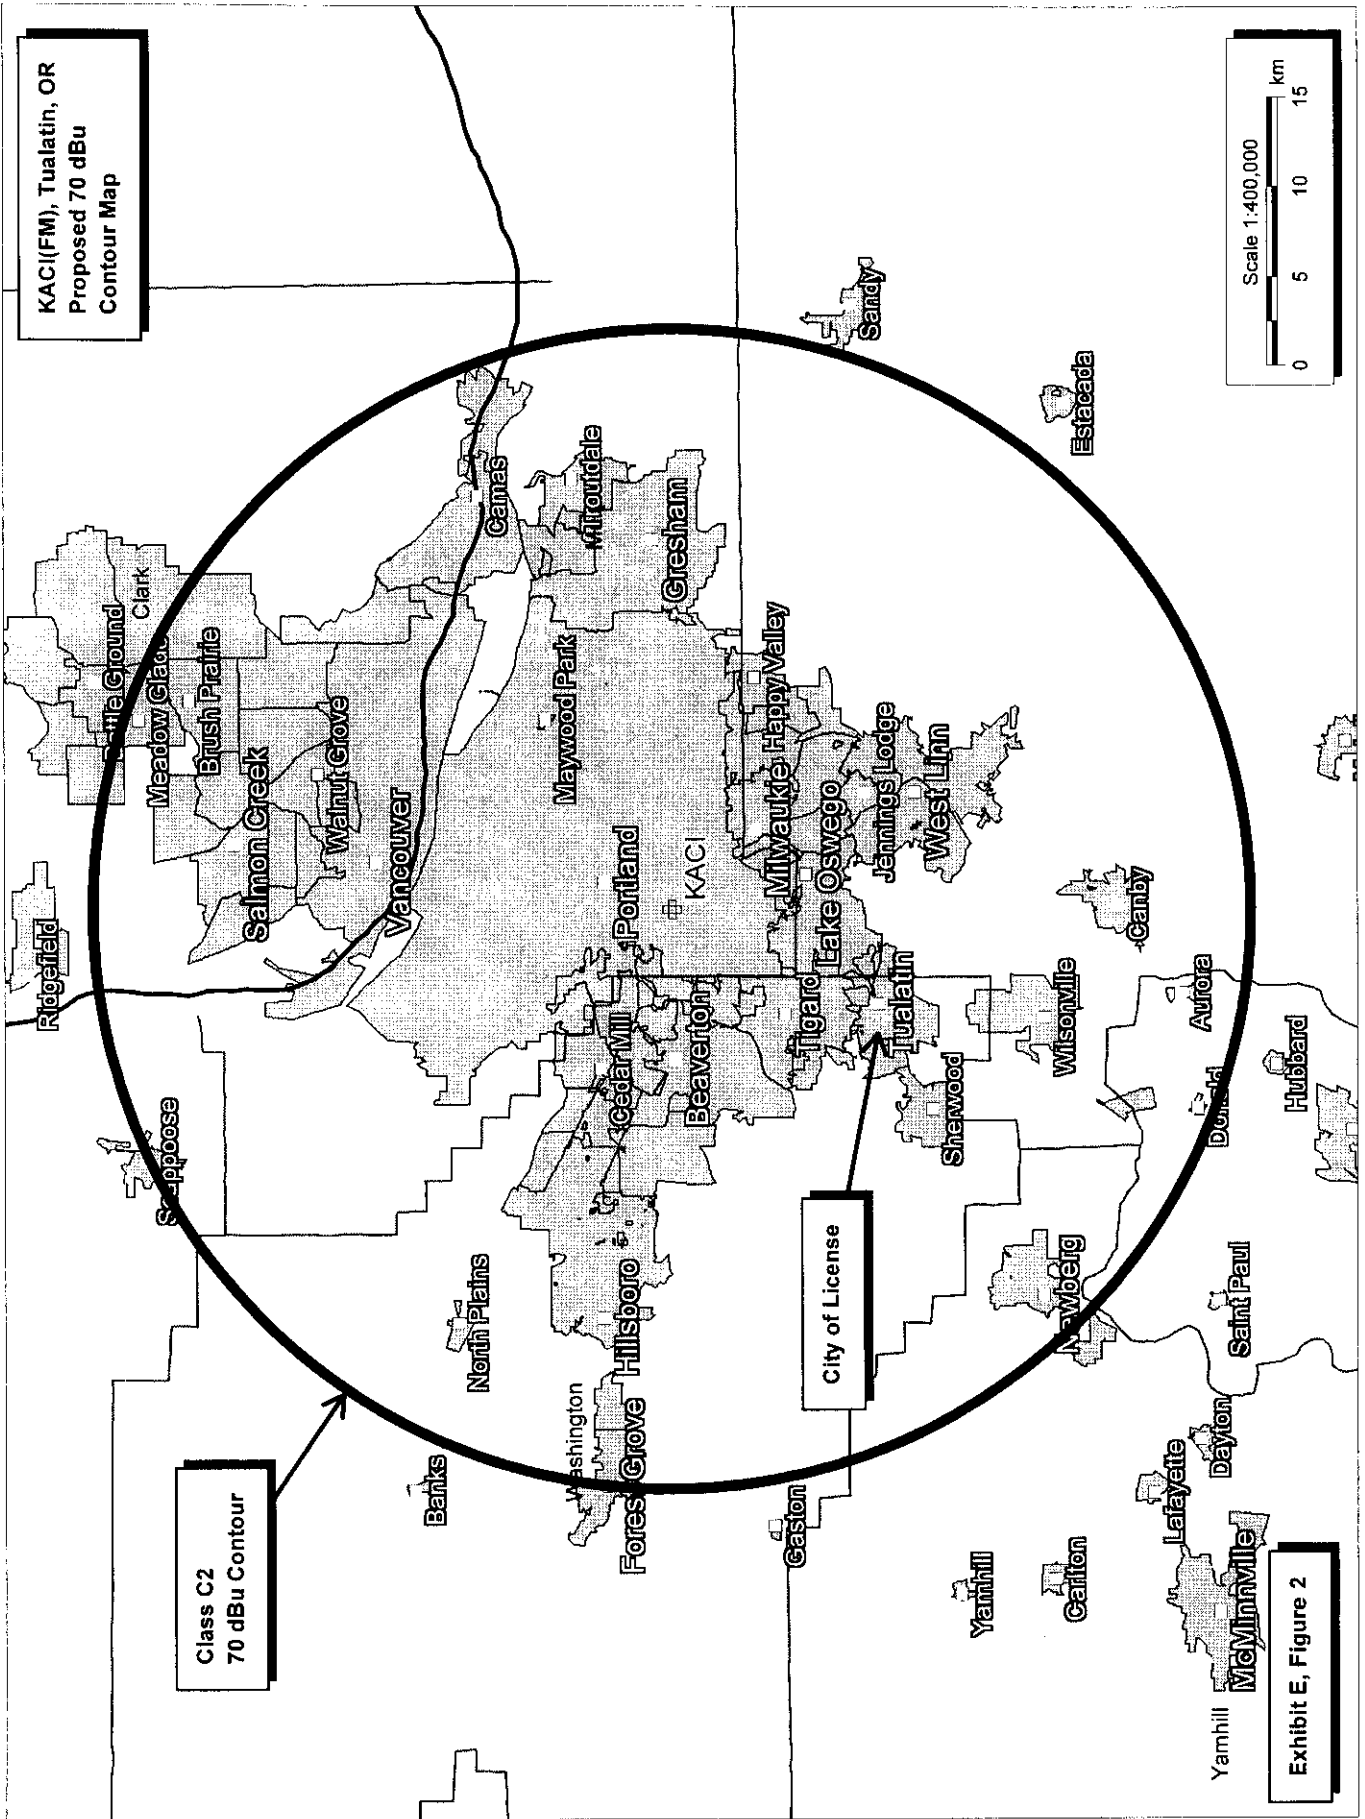 KACI(FM), Tualatin, OR
Proposed 70 dBu
Contour Map
Class C2
70 dBu Contour
City of License
Exhibit E, Figure 2
Scale 1:400,000
0 5 10 15 km
Ridgefield
Battle Ground
Clark
Meadow Glade
Brush Prairie
Scappoose
Salmon Creek
Walnut Grove
Vancouver
Camas
Banks
North Plains
Washington
Forest Grove
Hillsboro
Cedar Mill
Portland
Maywood Park
Troutdale
Gresham
KACI
Beaverton
Gaston
Tigard
Milwaukie
Happy Valley
Lake Oswego
Jennings Lodge
Sandy
Tualatin
West Linn
Sherwood
Yamhill
Carlton
Newberg
Wilsonville
Canby
Estacada
Lafayette
Dayton
Saint Paul
Donald
Aurora
Hubbard
McMinnville
Yamhill